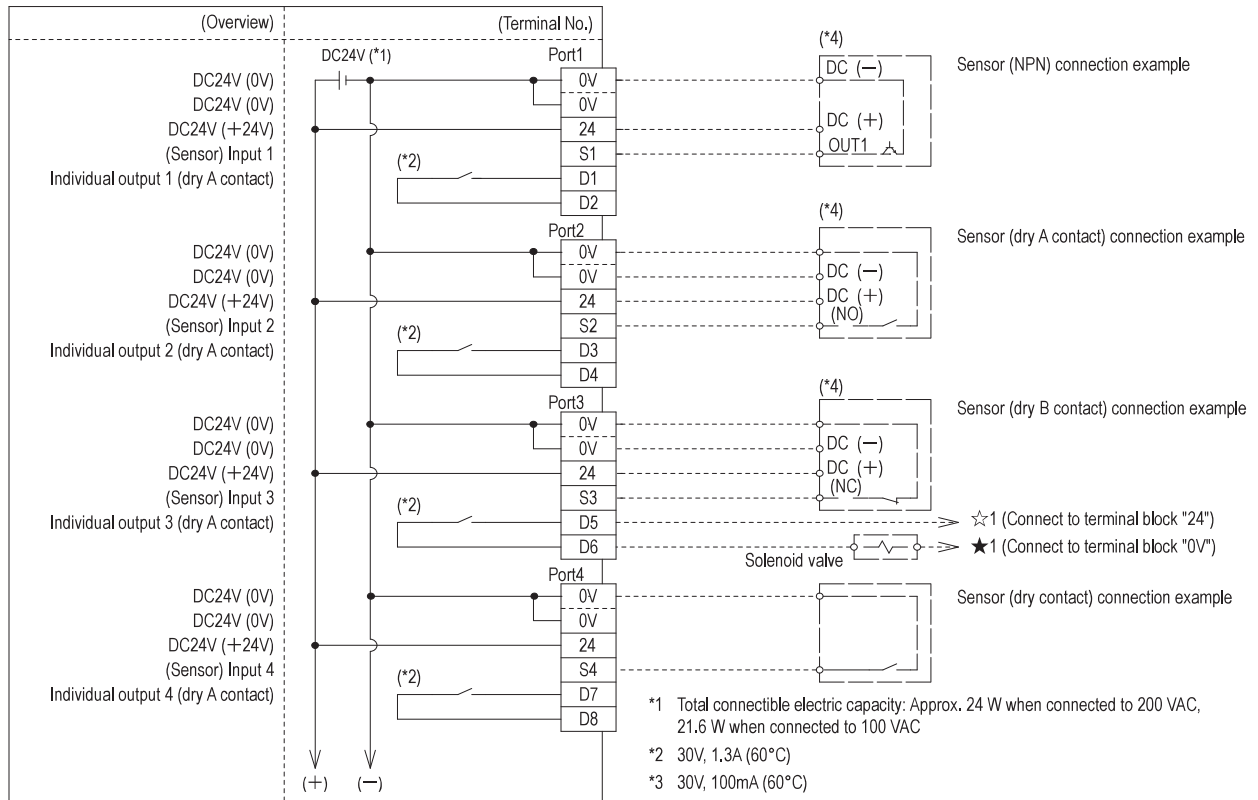 (Overview)
(Terminal No.)
DC24V (*1)
Port1
DC24V (0V)
0V
DC24V (0V)
0V
DC24V (+24V)
24
(Sensor) Input 1
S1
Individual output 1 (dry A contact)
(*2)
D1
D2
(*4)
DC (−)
DC (+)
OUT1
Sensor (NPN) connection example
Port2
DC24V (0V)
0V
DC24V (0V)
0V
DC24V (+24V)
24
(Sensor) Input 2
S2
Individual output 2 (dry A contact)
(*2)
D3
D4
(*4)
DC (−)
DC (+)
(NO)
Sensor (dry A contact) connection example
Port3
DC24V (0V)
0V
DC24V (0V)
0V
DC24V (+24V)
24
(Sensor) Input 3
S3
Individual output 3 (dry A contact)
(*2)
D5
D6
(*4)
DC (−)
DC (+)
(NC)
Sensor (dry B contact) connection example
☆1 (Connect to terminal block "24")
★1 (Connect to terminal block "0V")
Solenoid valve
Port4
DC24V (0V)
0V
DC24V (0V)
0V
DC24V (+24V)
24
(Sensor) Input 4
S4
Individual output 4 (dry A contact)
(*2)
D7
D8
Sensor (dry contact) connection example
(+)
(−)
*1 Total connectible electric capacity: Approx. 24 W when connected to 200 VAC,
21.6 W when connected to 100 VAC
*2 30V, 1.3A (60°C)
*3 30V, 100mA (60°C)